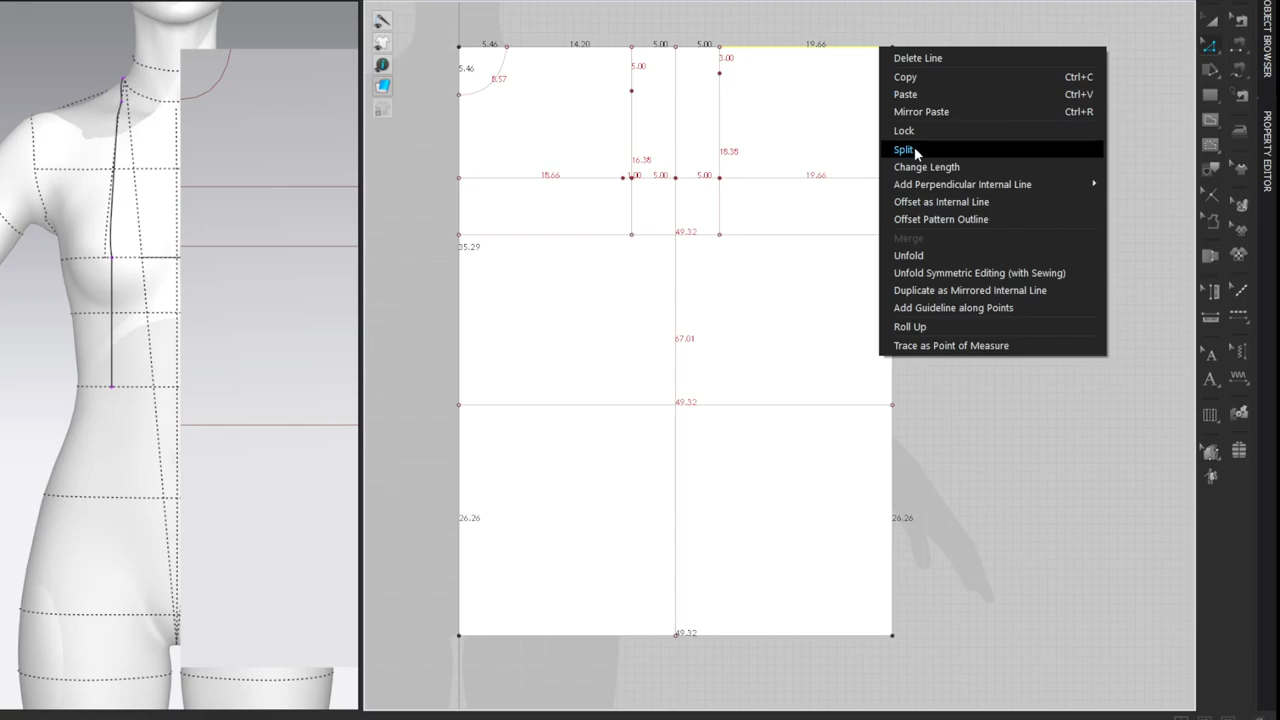 5.46
14.20
5.00
5.00
19.66
5.46
8.57
5.00
3.00
16.38
18.38
18.66
1.00
5.00
5.00
19.66
49.32
35.29
67.01
49.32
26.26
26.26
49.32
Delete Line
Copy Ctrl+C
Paste Ctrl+V
Mirror Paste Ctrl+R
Lock
Split
Change Length
Add Perpendicular Internal Line
Offset as Internal Line
Offset Pattern Outline
Merge
Unfold
Unfold Symmetric Editing (with Sewing)
Duplicate as Mirrored Internal Line
Add Guideline along Points
Roll Up
Trace as Point of Measure
OBJECT BROWSER
PROPERTY EDITOR